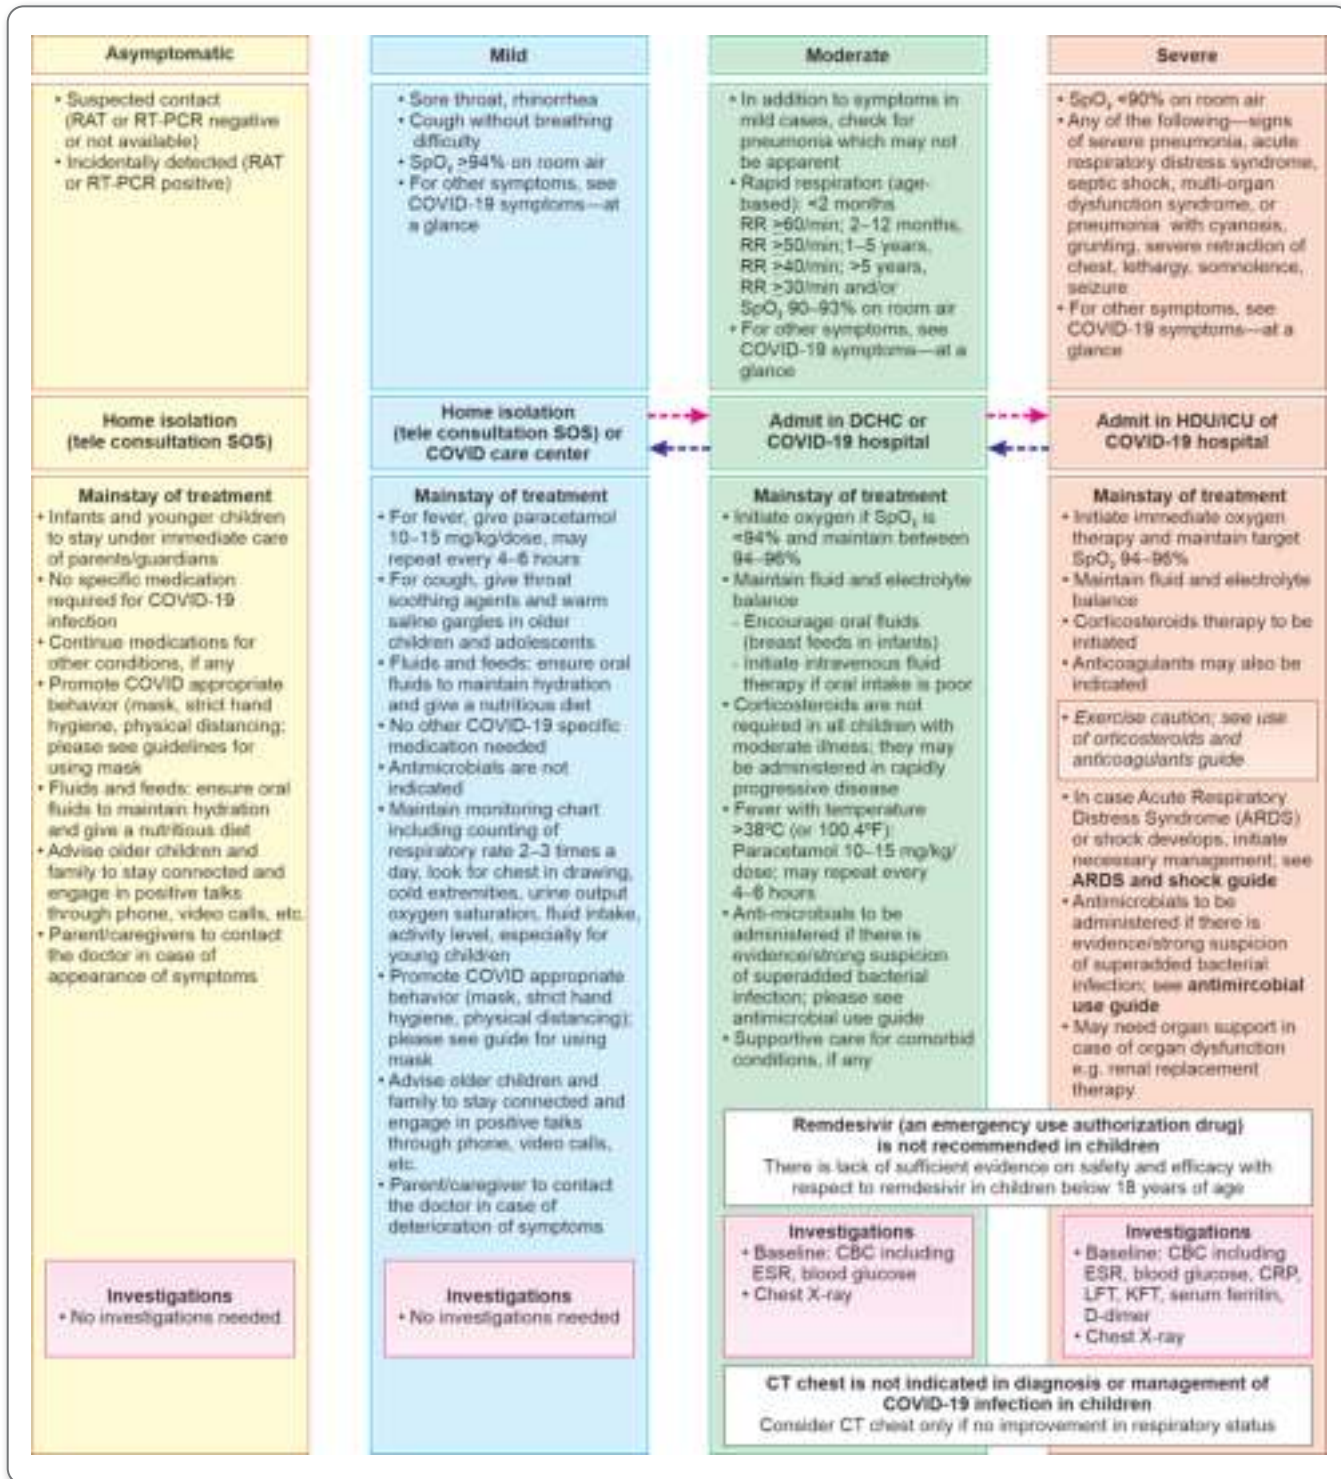 Asymptomatic
• Suspected contact
(RAT or RT-PCR negative
or not available)
• Incidentally detected (RAT
or RT-PCR positive)
Home isolation
(tele consultation SOS)
Mainstay of treatment
• Infants and younger children
to stay under immediate care
of parents/guardians
• No specific medication
required for COVID-19
infection
• Continue medications for
other conditions, if any
• Promote COVID appropriate
behavior (mask, strict hand
hygiene, physical distancing;
please see guidelines for
using mask
• Fluids and feeds: ensure oral
fluids to maintain hydration
and give a nutritious diet
• Advise older children and
family to stay connected and
engage in positive talks
through phone, video calls, etc.
• Parent/caregivers to contact
the doctor in case of
appearance of symptoms
Investigations
• No investigations needed
Mild
• Sore throat, rhinorrhea
• Cough without breathing
difficulty
• SpO₂ >94% on room air
• For other symptoms, see
COVID-19 symptoms—at
a glance
Home isolation
(tele consultation SOS) or
COVID care center
Mainstay of treatment
• For fever, give paracetamol
10–15 mg/kg/dose, may
repeat every 4–6 hours
• For cough, give throat
soothing agents and warm
saline gargles in older
children and adolescents
• Fluids and feeds: ensure oral
fluids to maintain hydration
and give a nutritious diet
• No other COVID-19 specific
medication needed
• Antimicrobials are not
indicated
• Maintain monitoring chart
including counting of
respiratory rate 2–3 times a
day, look for chest in drawing,
cold extremities, urine output
oxygen saturation, fluid intake,
activity level, especially for
young children
• Promote COVID appropriate
behavior (mask, strict hand
hygiene, physical distancing);
please see guide for using
mask
• Advise older children and
family to stay connected and
engage in positive talks
through phone, video calls,
etc.
• Parent/caregiver to contact
the doctor in case of
deterioration of symptoms
Investigations
• No investigations needed
Moderate
• In addition to symptoms in
mild cases, check for
pneumonia which may not
be apparent
• Rapid respiration (age-
based): <2 months
RR ≥60/min; 2–12 months,
RR ≥50/min;1–5 years,
RR ≥40/min; >5 years,
RR ≥30/min and/or
SpO₂ 90–93% on room air
• For other symptoms, see
COVID-19 symptoms—at a
glance
Admit in DCHC or
COVID-19 hospital
Mainstay of treatment
• Initiate oxygen if SpO₂ is
<94% and maintain between
94–96%
• Maintain fluid and electrolyte
balance
- Encourage oral fluids
(breast feeds in infants)
- Initiate intravenous fluid
therapy if oral intake is poor
• Corticosteroids are not
required in all children with
moderate illness; they may
be administered in rapidly
progressive disease
• Fever with temperature
>38ºC (or 100.4ºF):
Paracetamol 10–15 mg/kg/
dose; may repeat every
4–6 hours
• Anti-microbials to be
administered if there is
evidence/strong suspicion
of superadded bacterial
infection; please see
antimicrobial use guide
• Supportive care for comorbid
conditions, if any
Severe
• SpO₂ <90% on room air
• Any of the following—signs
of severe pneumonia, acute
respiratory distress syndrome,
septic shock, multi-organ
dysfunction syndrome, or
pneumonia with cyanosis,
grunting, severe retraction of
chest, lethargy, somnolence,
seizure
• For other symptoms, see
COVID-19 symptoms—at a
glance
Admit in HDU/ICU of
COVID-19 hospital
Mainstay of treatment
• Initiate immediate oxygen
therapy and maintain target
SpO₂ 94–96%
• Maintain fluid and electrolyte
balance
• Corticosteroids therapy to be
initiated
• Anticoagulants may also be
indicated
• Exercise caution; see use
of orticosteroids and
anticoagulants guide
• In case Acute Respiratory
Distress Syndrome (ARDS)
or shock develops, initiate
necessary management; see
ARDS and shock guide
• Antimicrobials to be
administered if there is
evidence/strong suspicion
of superadded bacterial
infection; see antimircobial
use guide
• May need organ support in
case of organ dysfunction
e.g. renal replacement
therapy
Remdesivir (an emergency use authorization drug)
is not recommended in children
There is lack of sufficient evidence on safety and efficacy with
respect to remdesivir in children below 18 years of age
Investigations
• Baseline: CBC including
ESR, blood glucose
• Chest X-ray
Investigations
• Baseline: CBC including
ESR, blood glucose, CRP,
LFT, KFT, serum ferritin,
D-dimer
• Chest X-ray
CT chest is not indicated in diagnosis or management of
COVID-19 infection in children
Consider CT chest only if no improvement in respiratory status